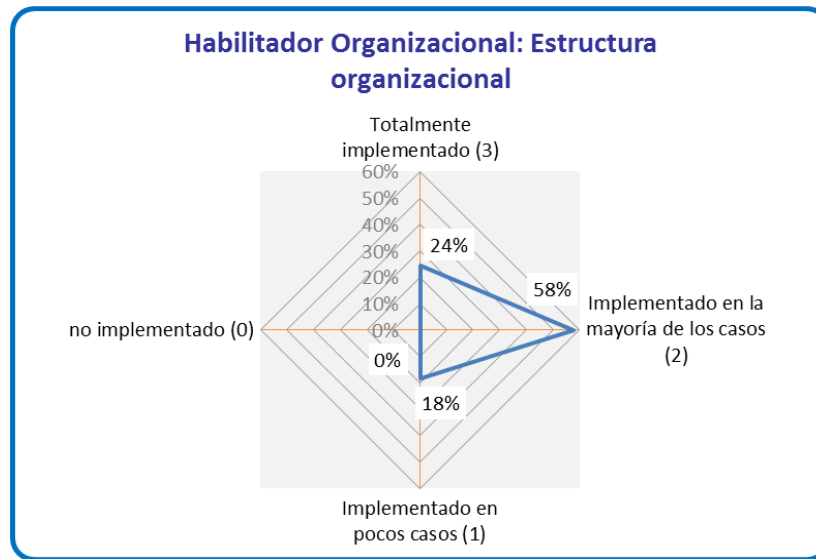 Habilitador Organizacional: Estructura
organizacional
Totalmente
implementado (3)
60%
50%
40%
30%
20%
10%
0%
24%
58%
Implementado en la
mayoría de los casos
(2)
no implementado (0)
0%
18%
Implementado en
pocos casos (1)